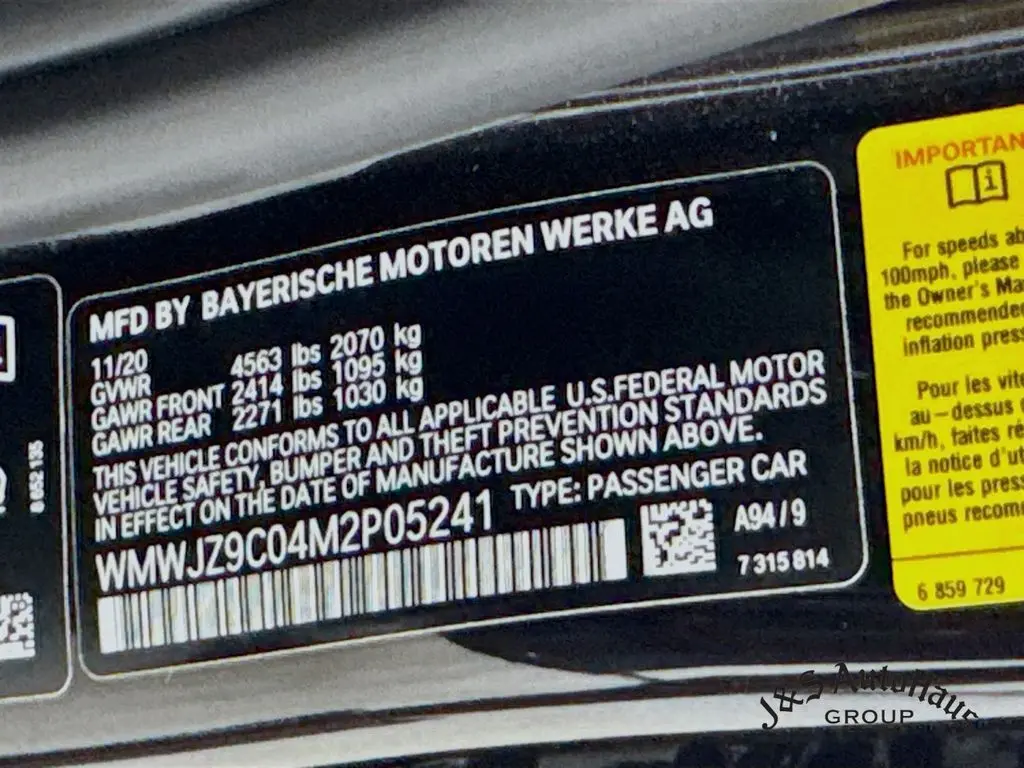 MFD BY BAYERISCHE MOTOREN WERKE AG
11/20
GVWR 4563 lbs 2070 kg
GAWR FRONT 2414 lbs 1095 kg
GAWR REAR 2271 lbs 1030 kg
THIS VEHICLE CONFORMS TO ALL APPLICABLE U.S.FEDERAL MOTOR
VEHICLE SAFETY, BUMPER AND THEFT PREVENTION STANDARDS
IN EFFECT ON THE DATE OF MANUFACTURE SHOWN ABOVE.
WMWJZ9C04M2P05241 TYPE: PASSENGER CAR
A94/9
7 315 814
8 652 135
IMPORTAN
For speeds ab
100mph, please
the Owner's Ma
recommende
inflation press
Pour les vite
au-dessus
km/h, faites ré
la notice d'ut
pour les press
pneus recom
6 859 729
J&S AutoHaus
GROUP